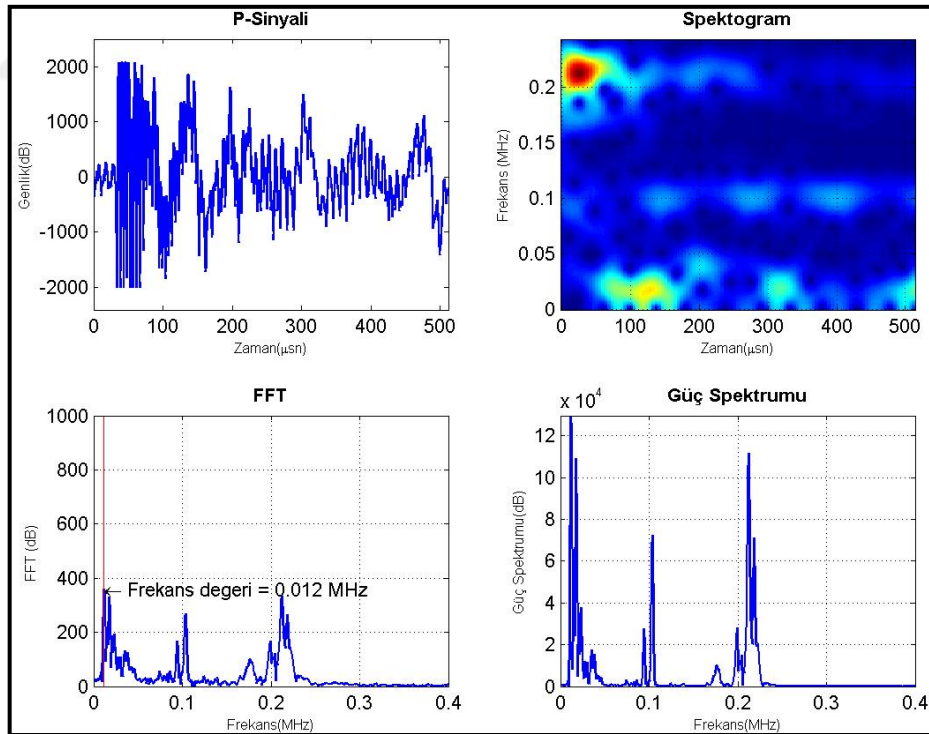 P-Sinyali
Genlik(dB)
2000
1000
0
-1000
-2000
0 100 200 300 400 500
Zaman(μsn)
Spektogram
Frekans (MHz)
0.2
0.15
0.1
0.05
0
0 100 200 300 400 500
Zaman(μsn)
FFT
FFT (dB)
1000
800
600
400
200
0
← Frekans degeri = 0.012 MHz
0 0.1 0.2 0.3 0.4
Frekans(MHz)
Güç Spektrumu
x 10⁴
Güç Spektrumu(dB)
12
10
8
6
4
2
0
0 0.1 0.2 0.3 0.4
Frekans(MHz)